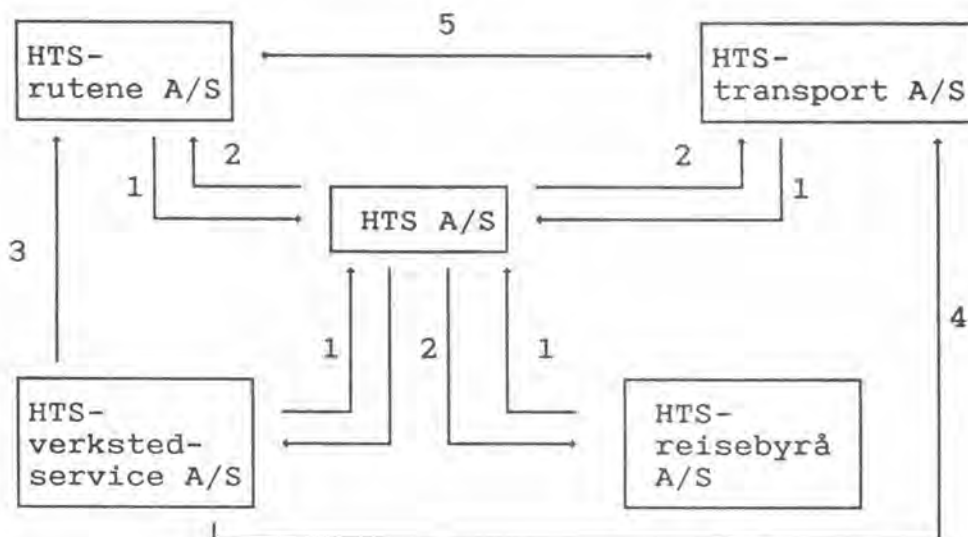 5
HTS-
rutene A/S
HTS-
transport A/S
2
2
1
1
HTS A/S
3
4
1
2
1
HTS-
verksted-
service A/S
HTS-
reisebyrå
A/S